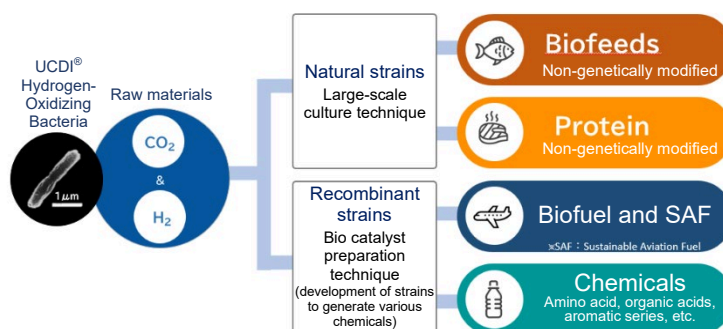 UCDI®
Hydrogen-
Oxidizing
Bacteria
1μm
Raw materials
CO₂
&
H₂
Natural strains
Large-scale
culture technique
Recombinant
strains
Bio catalyst
preparation
technique
(development of strains
to generate various
chemicals)
Biofeeds
Non-genetically modified
Protein
Non-genetically modified
Biofuel and SAF
※SAF：Sustainable Aviation Fuel
Chemicals
Amino acid, organic acids,
aromatic series, etc.